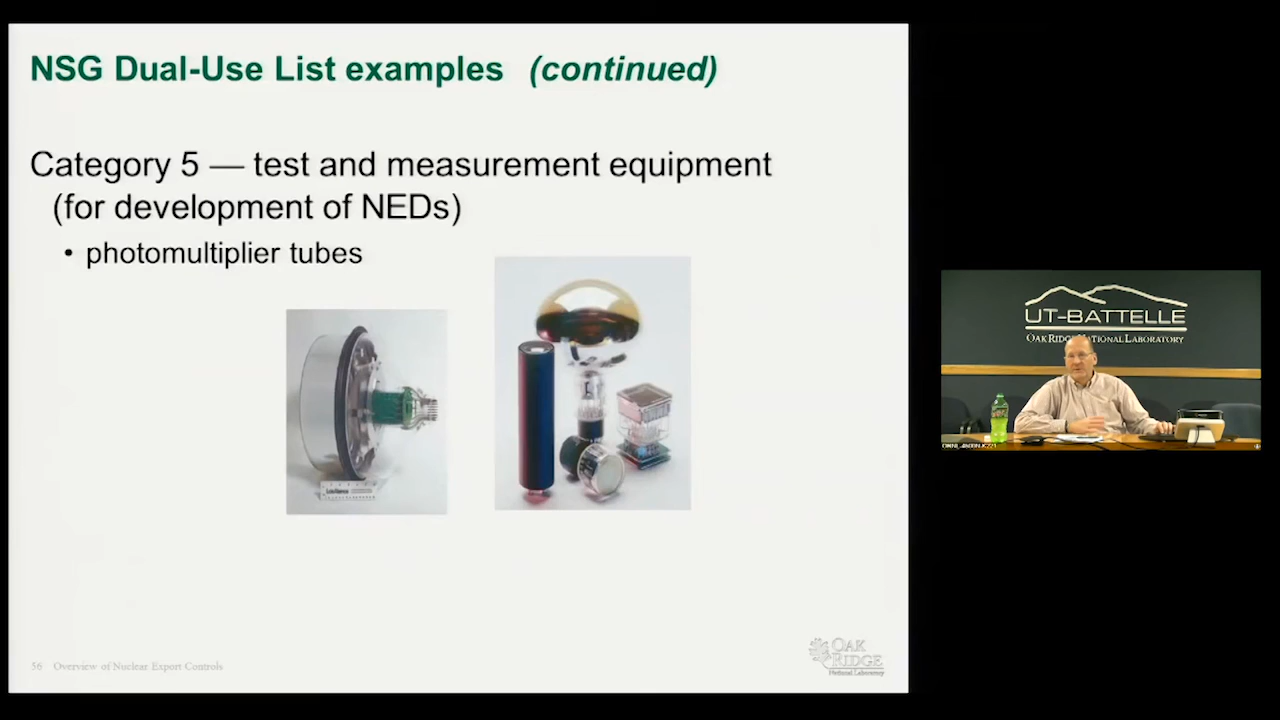 NSG Dual-Use List examples (continued)
Category 5 — test and measurement equipment
(for development of NEDs)
• photomultiplier tubes
56 Overview of Nuclear Export Controls
OAK
RIDGE
National Laboratory
UT-BATTELLE
OAK RIDGE NATIONAL LABORATORY